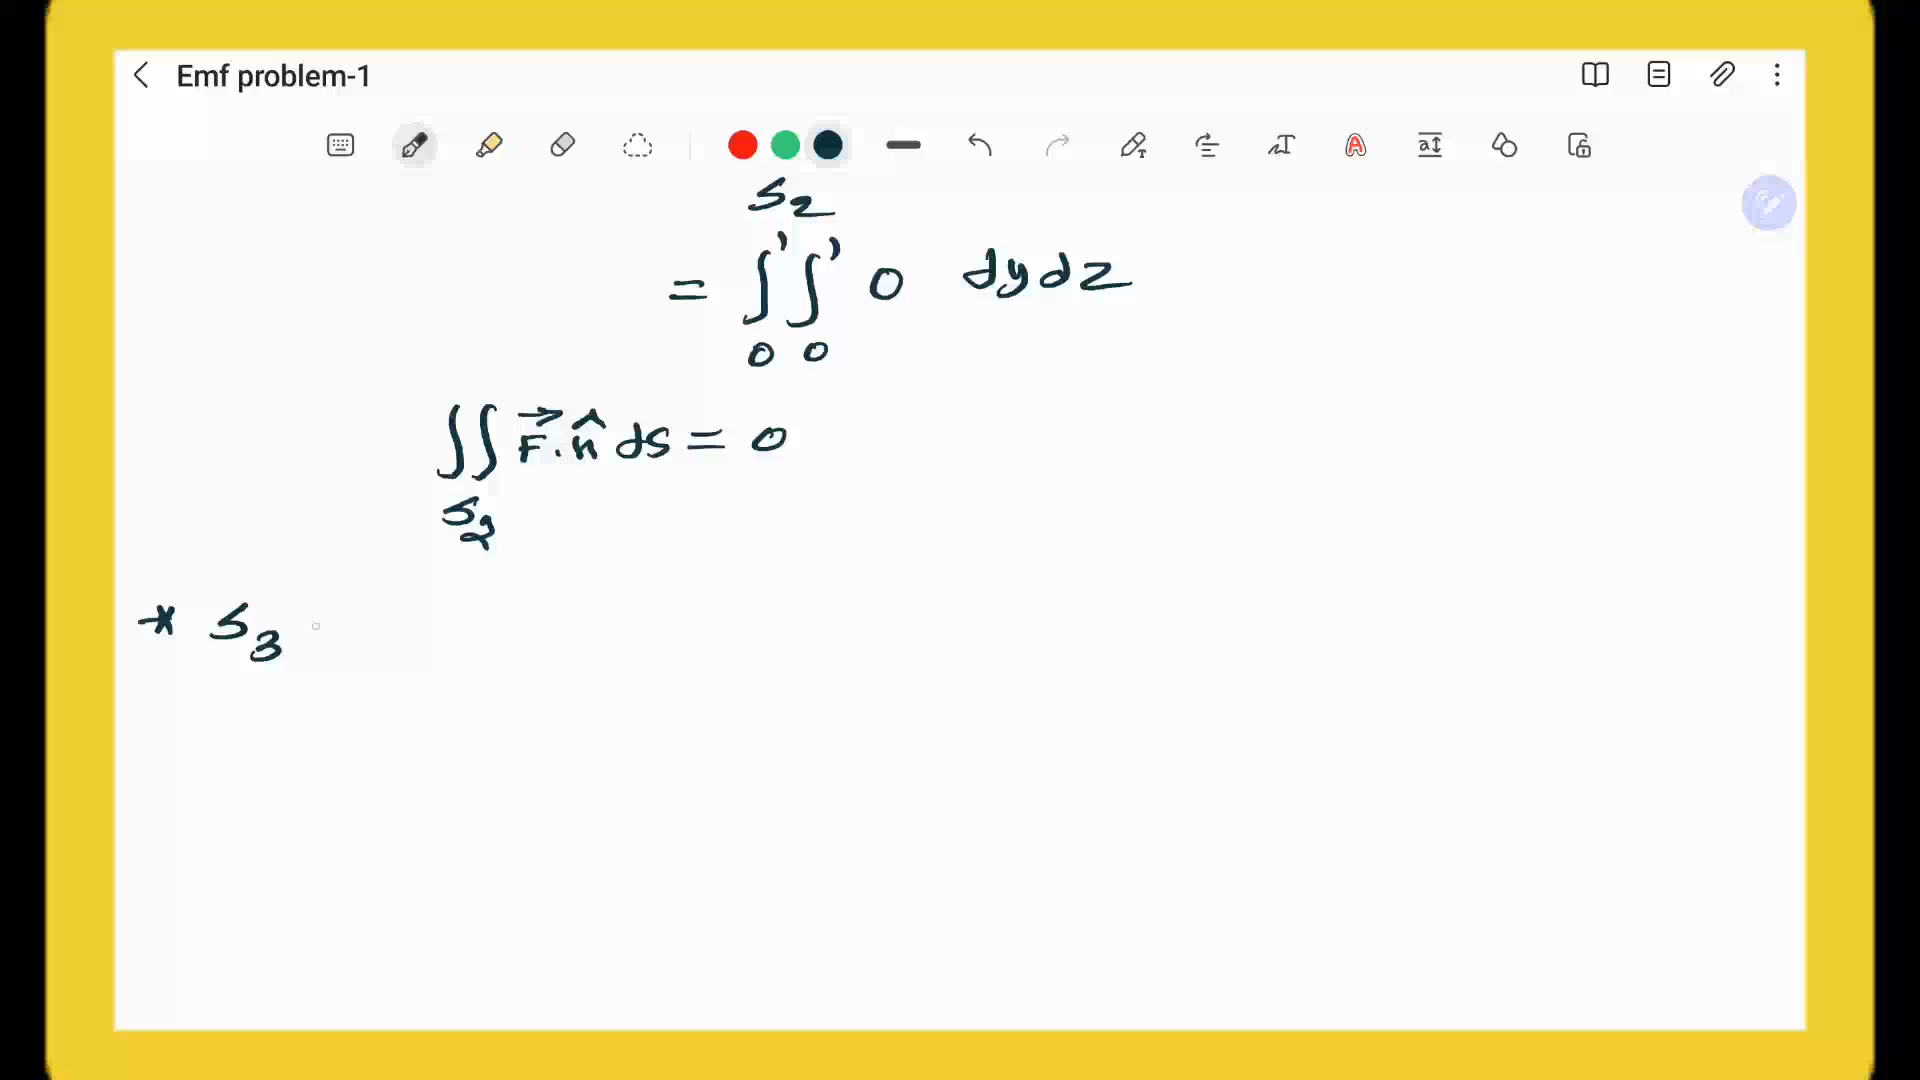 Emf problem-1
S₂
= ∫₀¹ ∫₀¹ 0 dydz
∬ F⃗.n̂ ds = 0
S₂
* S₃